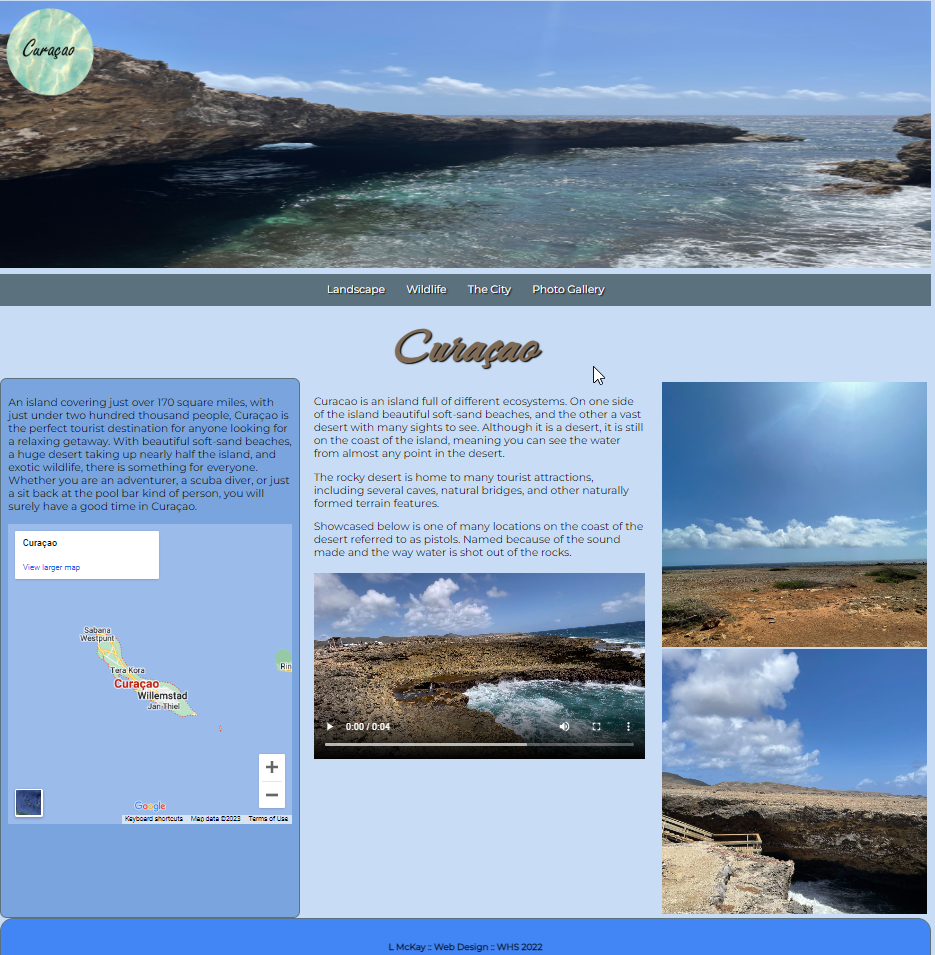 Curaçao
Landscape Wildlife The City Photo Gallery
Curaçao
An island covering just over 170 square miles, with
just under two hundred thousand people, Curaçao is
the perfect tourist destination for anyone looking for
a relaxing getaway. With beautiful soft-sand beaches,
a huge desert taking up nearly half the island, and
exotic wildlife, there is something for everyone.
Whether you are an adventurer, a scuba diver, or just
a sit back at the pool bar kind of person, you will
surely have a good time in Curaçao.
Curaçao
View larger map
Sabana
Westpunt
Tera Kora
Curaçao
Willemstad
Jan Thiel
Rin
Google
Keyboard shortcuts Map data ©2023 Terms of Use
Curacao is an island full of different ecosystems. On one side
of the island beautiful soft-sand beaches, and the other a vast
desert with many sights to see. Although it is a desert, it is still
on the coast of the island, meaning you can see the water
from almost any point in the desert.
The rocky desert is home to many tourist attractions,
including several caves, natural bridges, and other naturally
formed terrain features.
Showcased below is one of many locations on the coast of the
desert referred to as pistols. Named because of the sound
made and the way water is shot out of the rocks.
0:00 / 0:04
L McKay :: Web Design :: WHS 2022